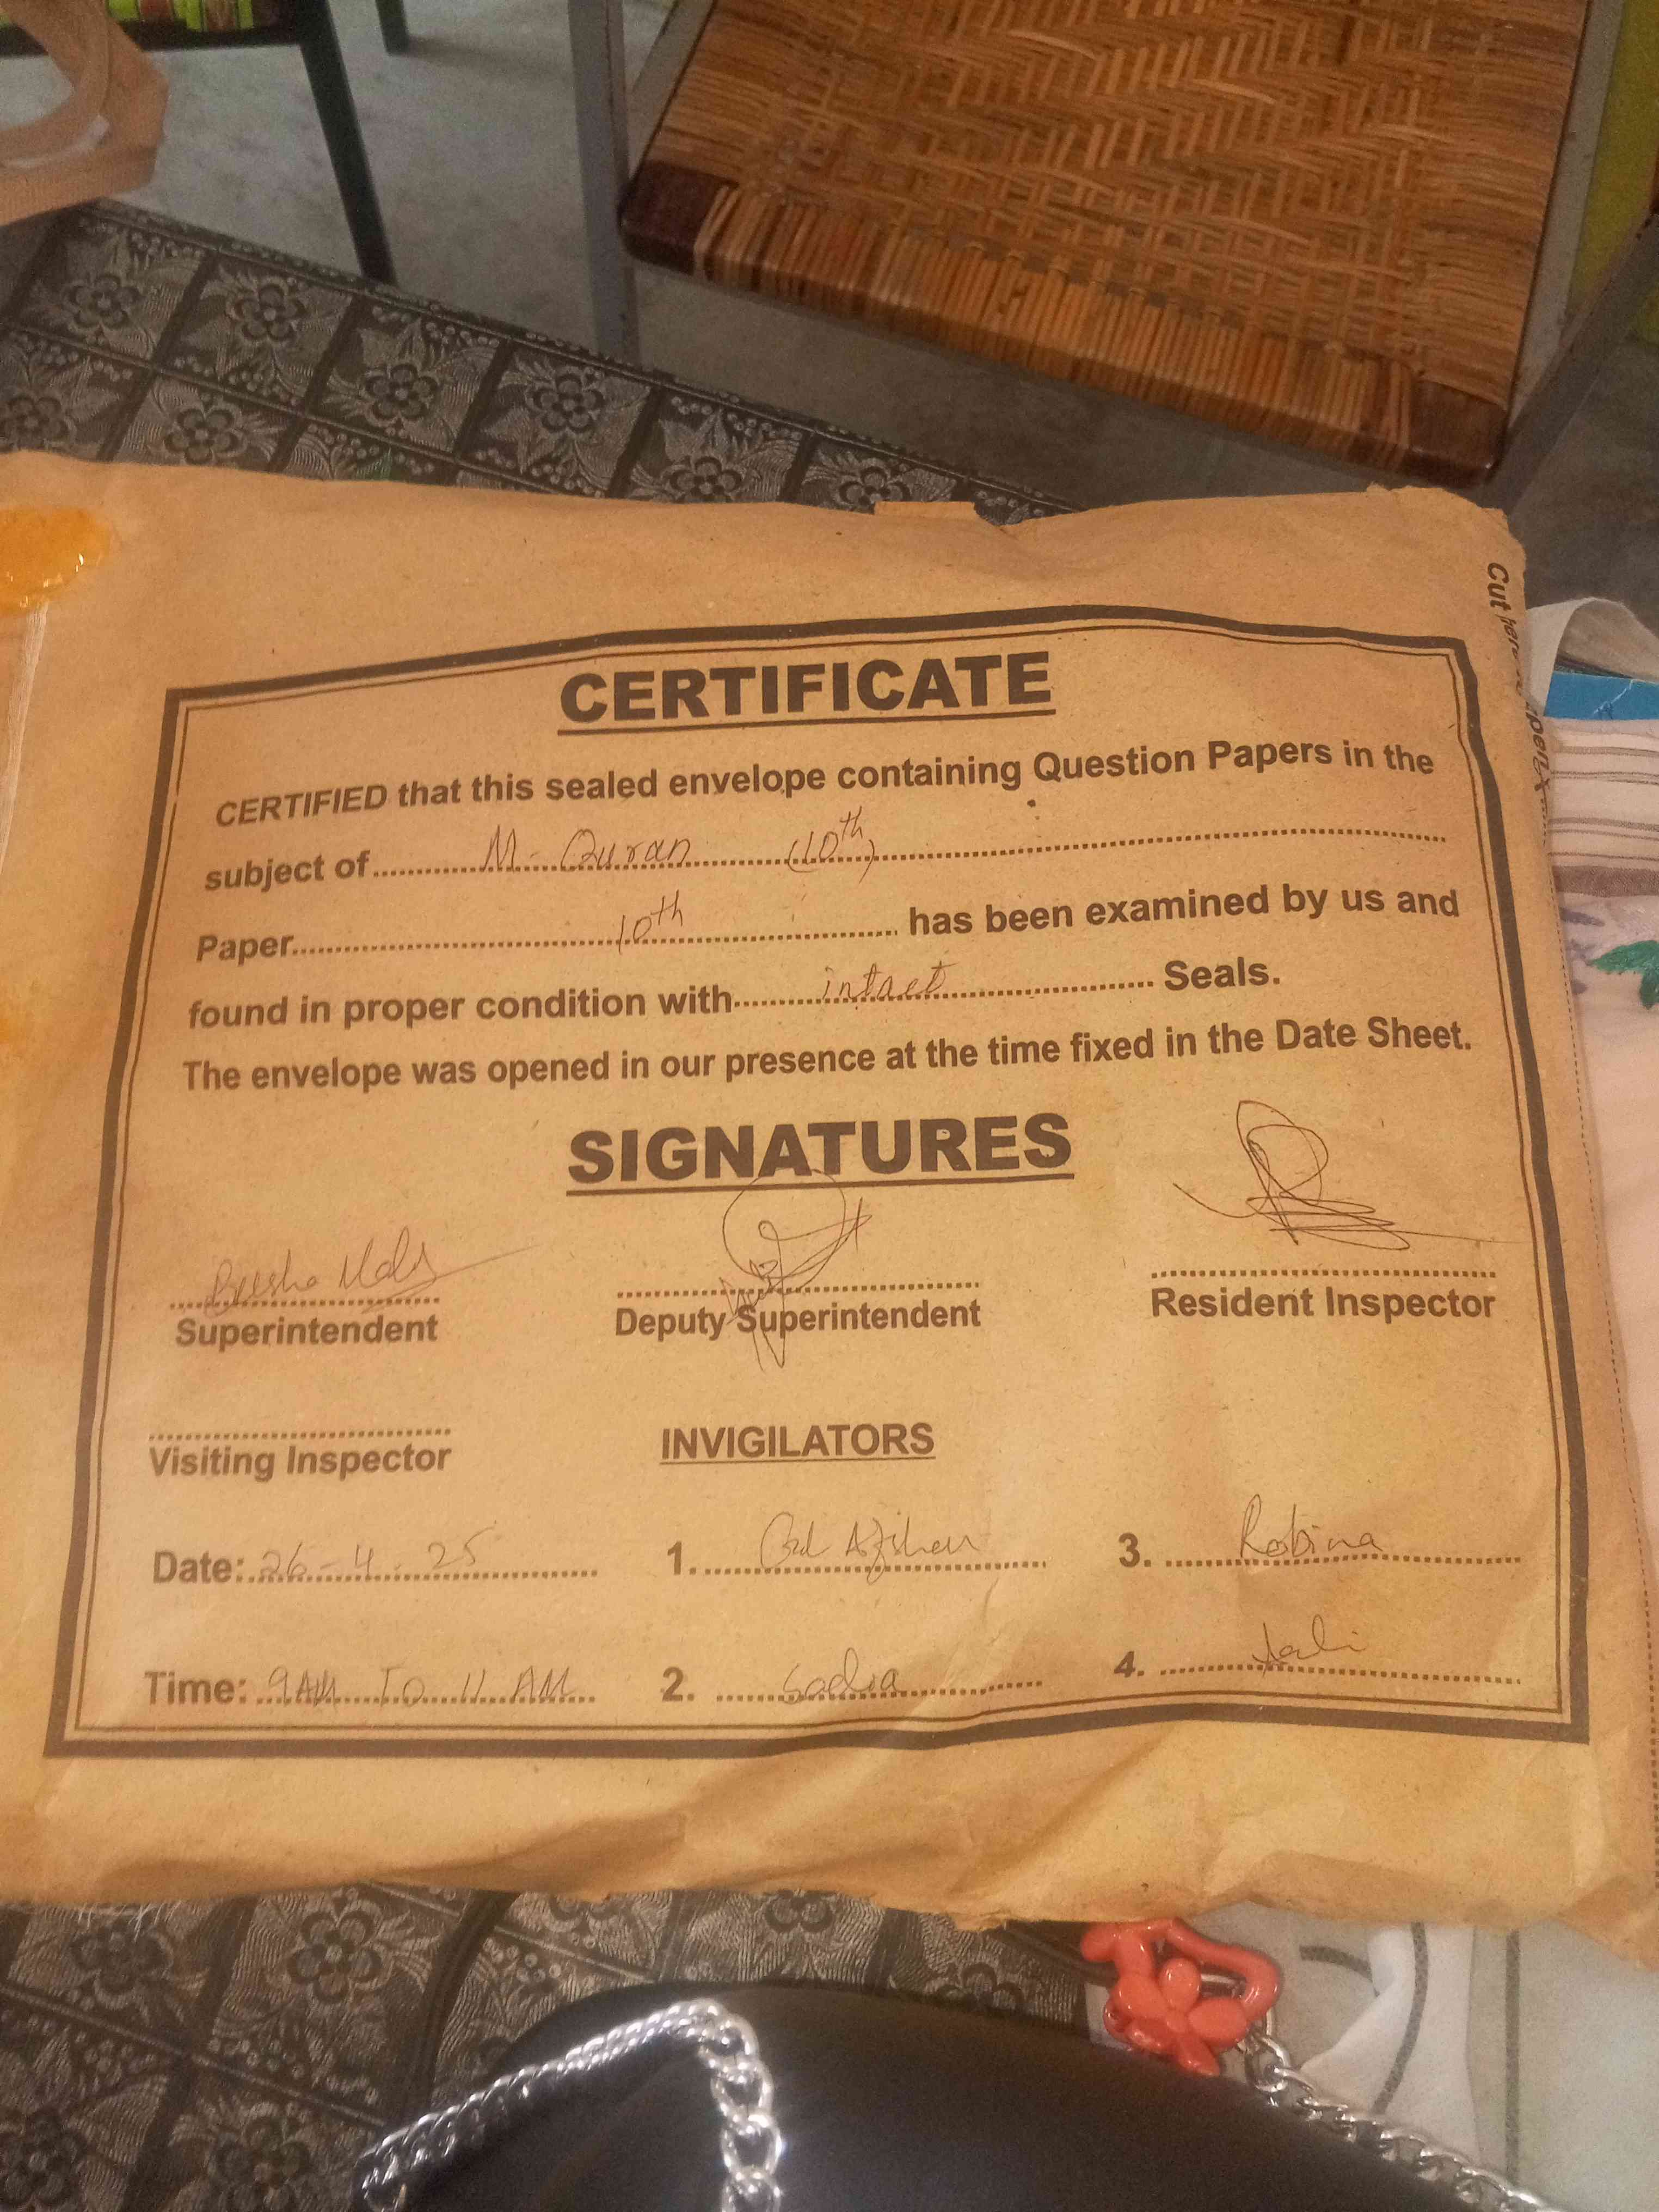 Cut here to open
CERTIFICATE
CERTIFIED that this sealed envelope containing Question Papers in the
subject of M- Quran (10th)
Paper 10th has been examined by us and
found in proper condition with intact Seals.
The envelope was opened in our presence at the time fixed in the Date Sheet.
SIGNATURES
Superintendent Deputy Superintendent Resident Inspector
Visiting Inspector INVIGILATORS
Date: 26-4-25 1. 3. Robina
Time: 9AM To 11 AM 2. Sadia 4.